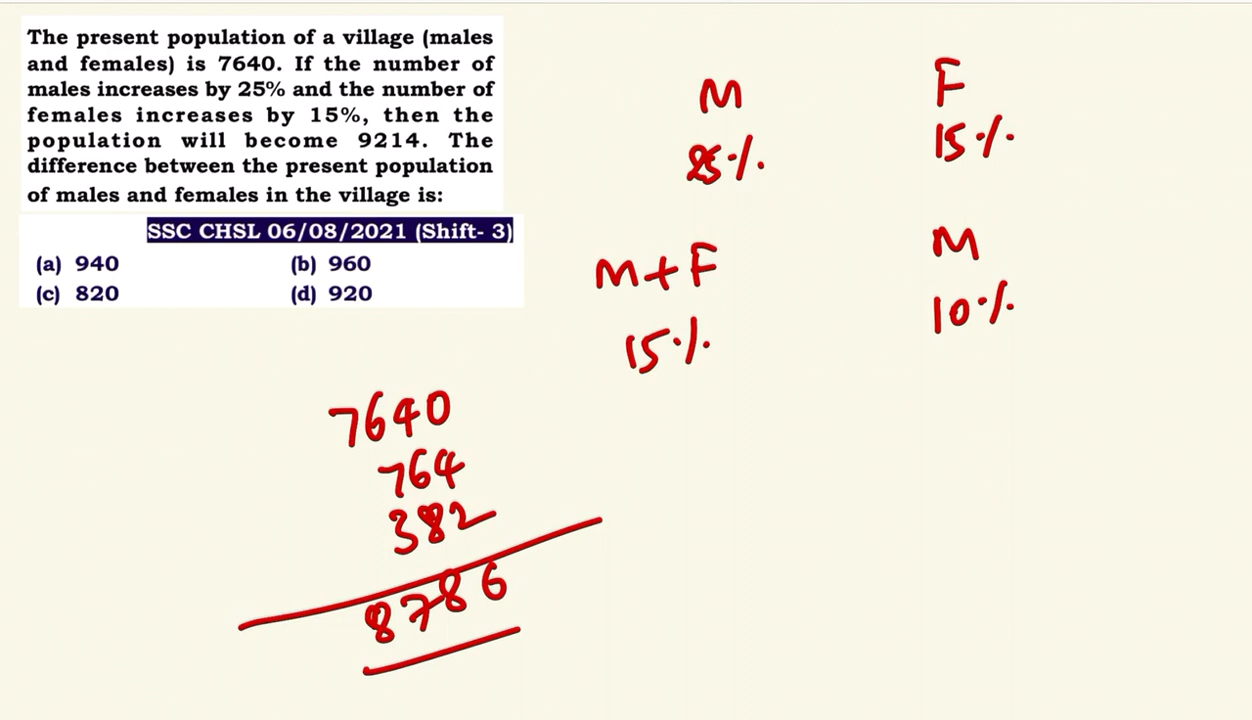 The present population of a village (males
and females) is 7640. If the number of
males increases by 25% and the number of
females increases by 15%, then the
population will become 9214. The
difference between the present population
of males and females in the village is:
SSC CHSL 06/08/2021 (Shift- 3)
(a) 940 (b) 960
(c) 820 (d) 920
M F
25% 15%
M+F M
15% 10%
7640
764
382
8786